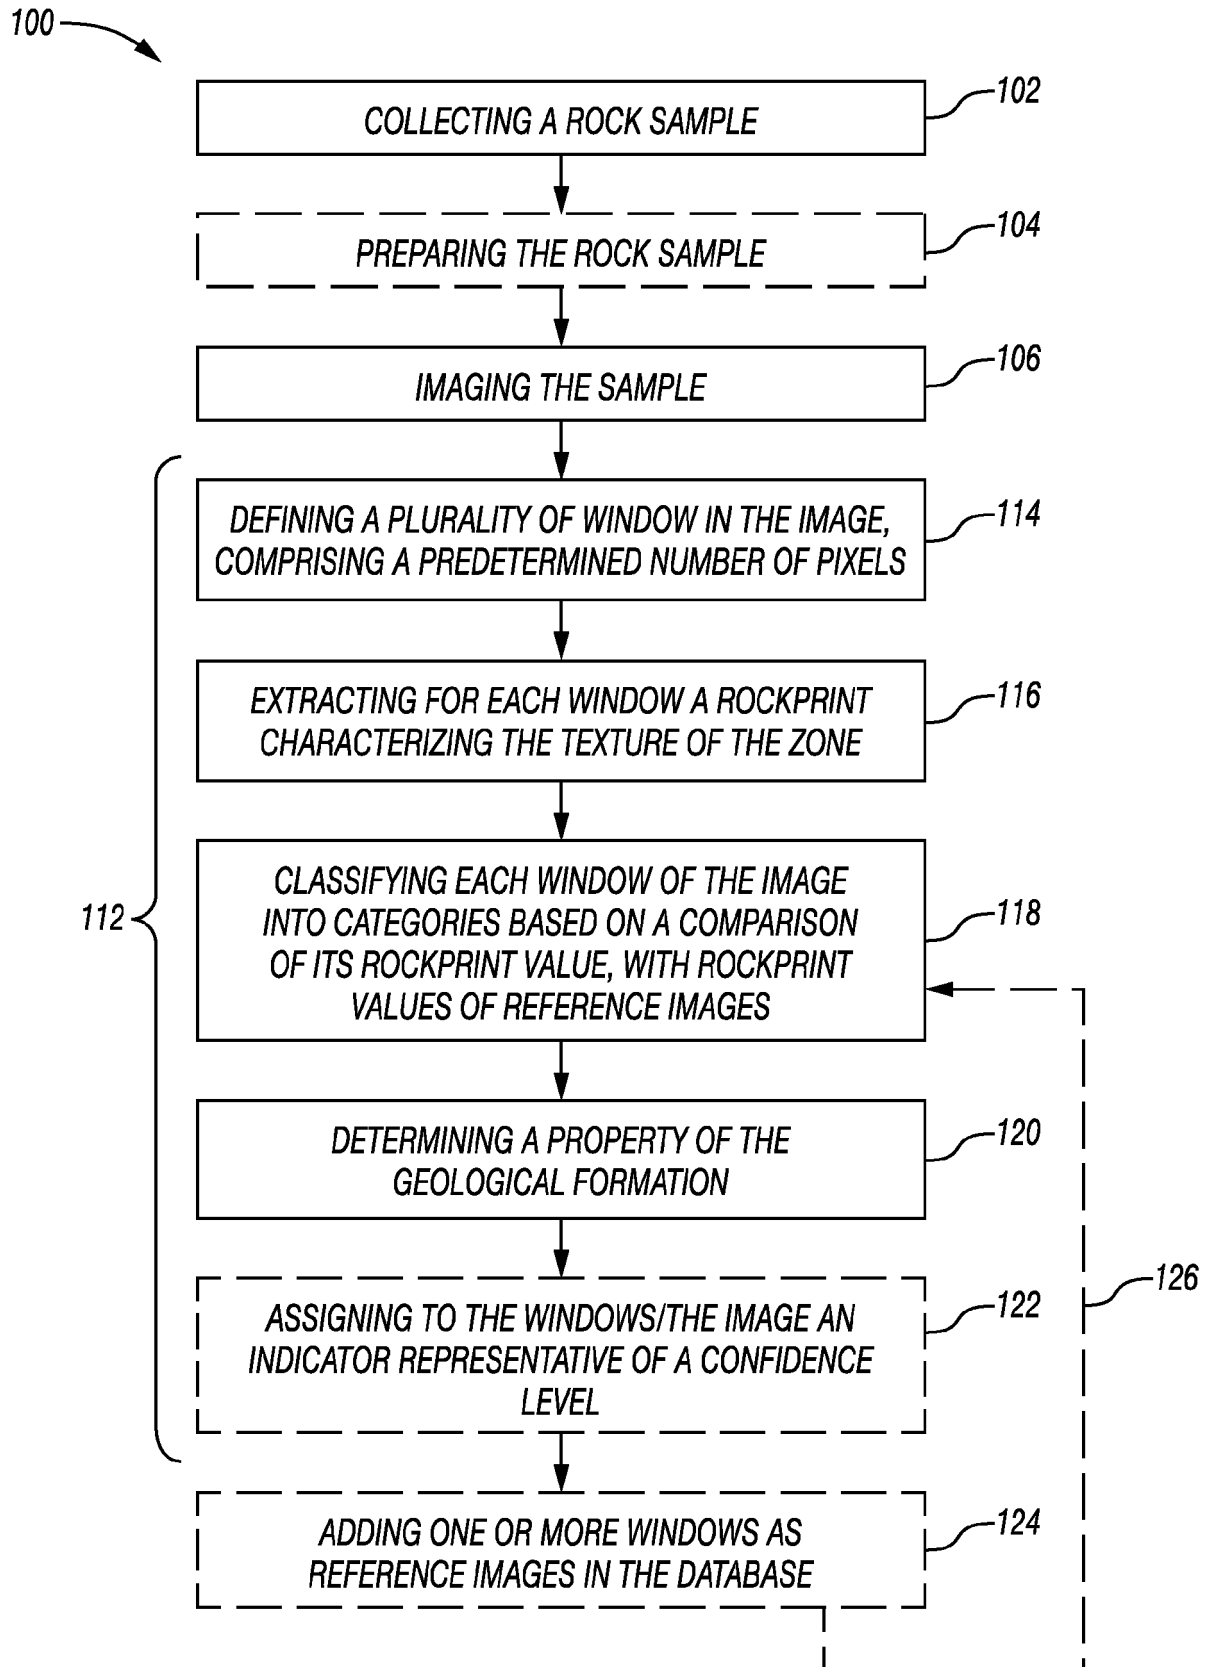 100
COLLECTING A ROCK SAMPLE
102
PREPARING THE ROCK SAMPLE
104
IMAGING THE SAMPLE
106
DEFINING A PLURALITY OF WINDOW IN THE IMAGE,
COMPRISING A PREDETERMINED NUMBER OF PIXELS
114
EXTRACTING FOR EACH WINDOW A ROCKPRINT
CHARACTERIZING THE TEXTURE OF THE ZONE
116
112
CLASSIFYING EACH WINDOW OF THE IMAGE
INTO CATEGORIES BASED ON A COMPARISON
OF ITS ROCKPRINT VALUE, WITH ROCKPRINT
VALUES OF REFERENCE IMAGES
118
DETERMINING A PROPERTY OF THE
GEOLOGICAL FORMATION
120
ASSIGNING TO THE WINDOWS/THE IMAGE AN
INDICATOR REPRESENTATIVE OF A CONFIDENCE
LEVEL
122
126
ADDING ONE OR MORE WINDOWS AS
REFERENCE IMAGES IN THE DATABASE
124